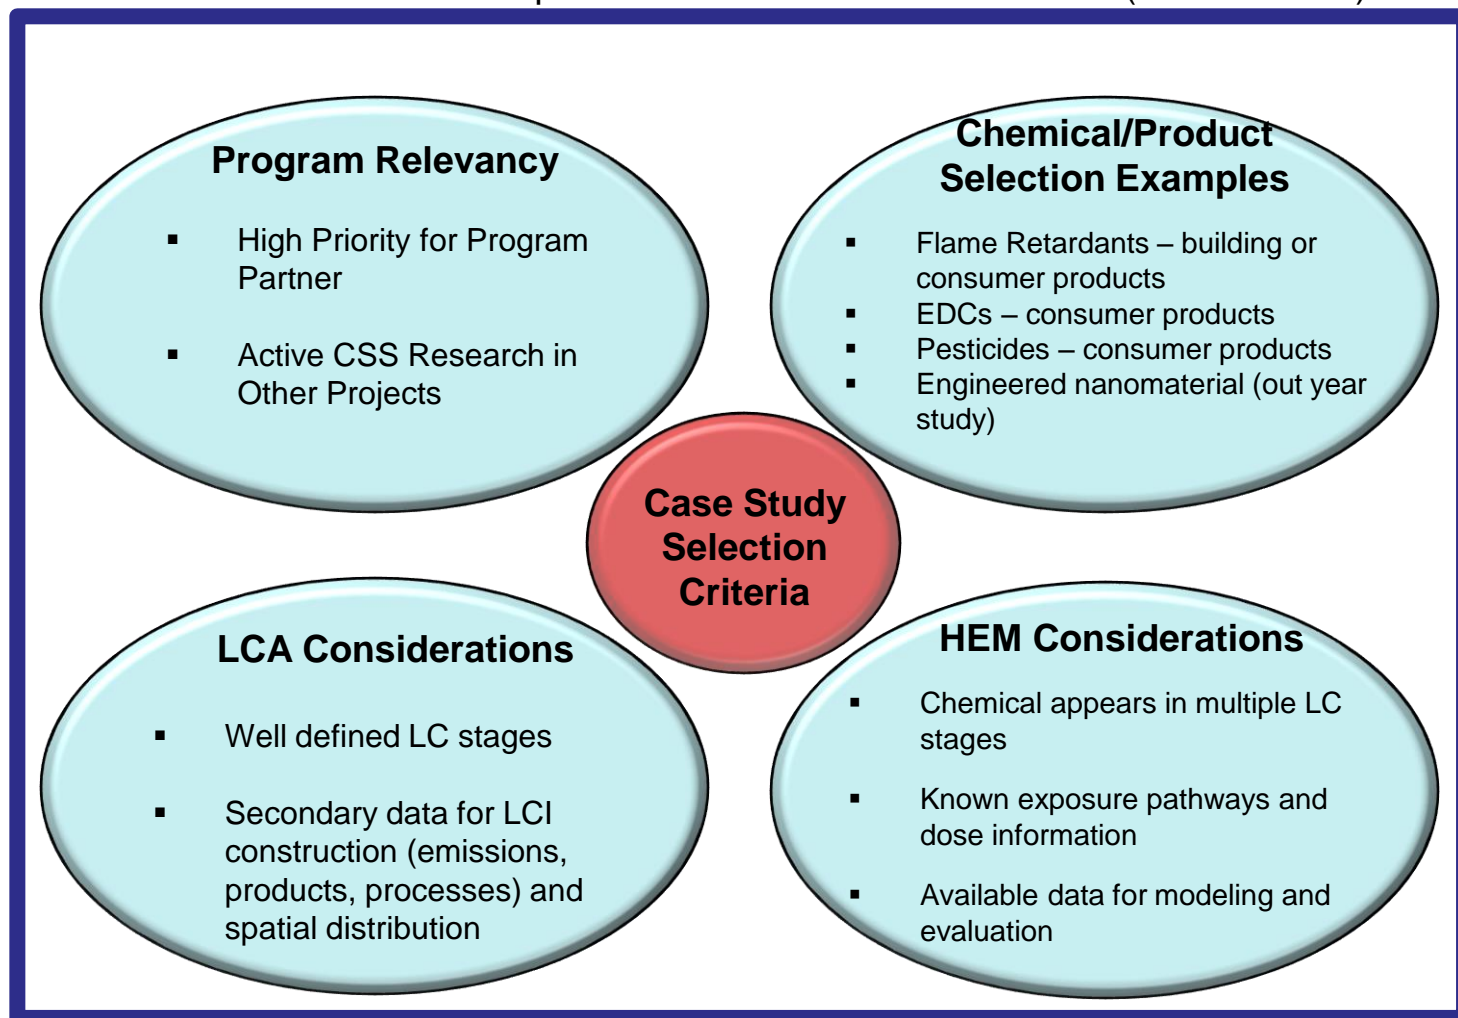 Program Relevancy
▪ High Priority for Program
Partner
▪ Active CSS Research in
Other Projects
Chemical/Product
Selection Examples
▪ Flame Retardants – building or
consumer products
▪ EDCs – consumer products
▪ Pesticides – consumer products
▪ Engineered nanomaterial (out year
study)
Case Study
Selection
Criteria
LCA Considerations
▪ Well defined LC stages
▪ Secondary data for LCI
construction (emissions,
products, processes) and
spatial distribution
HEM Considerations
▪ Chemical appears in multiple LC
stages
▪ Known exposure pathways and
dose information
▪ Available data for modeling and
evaluation